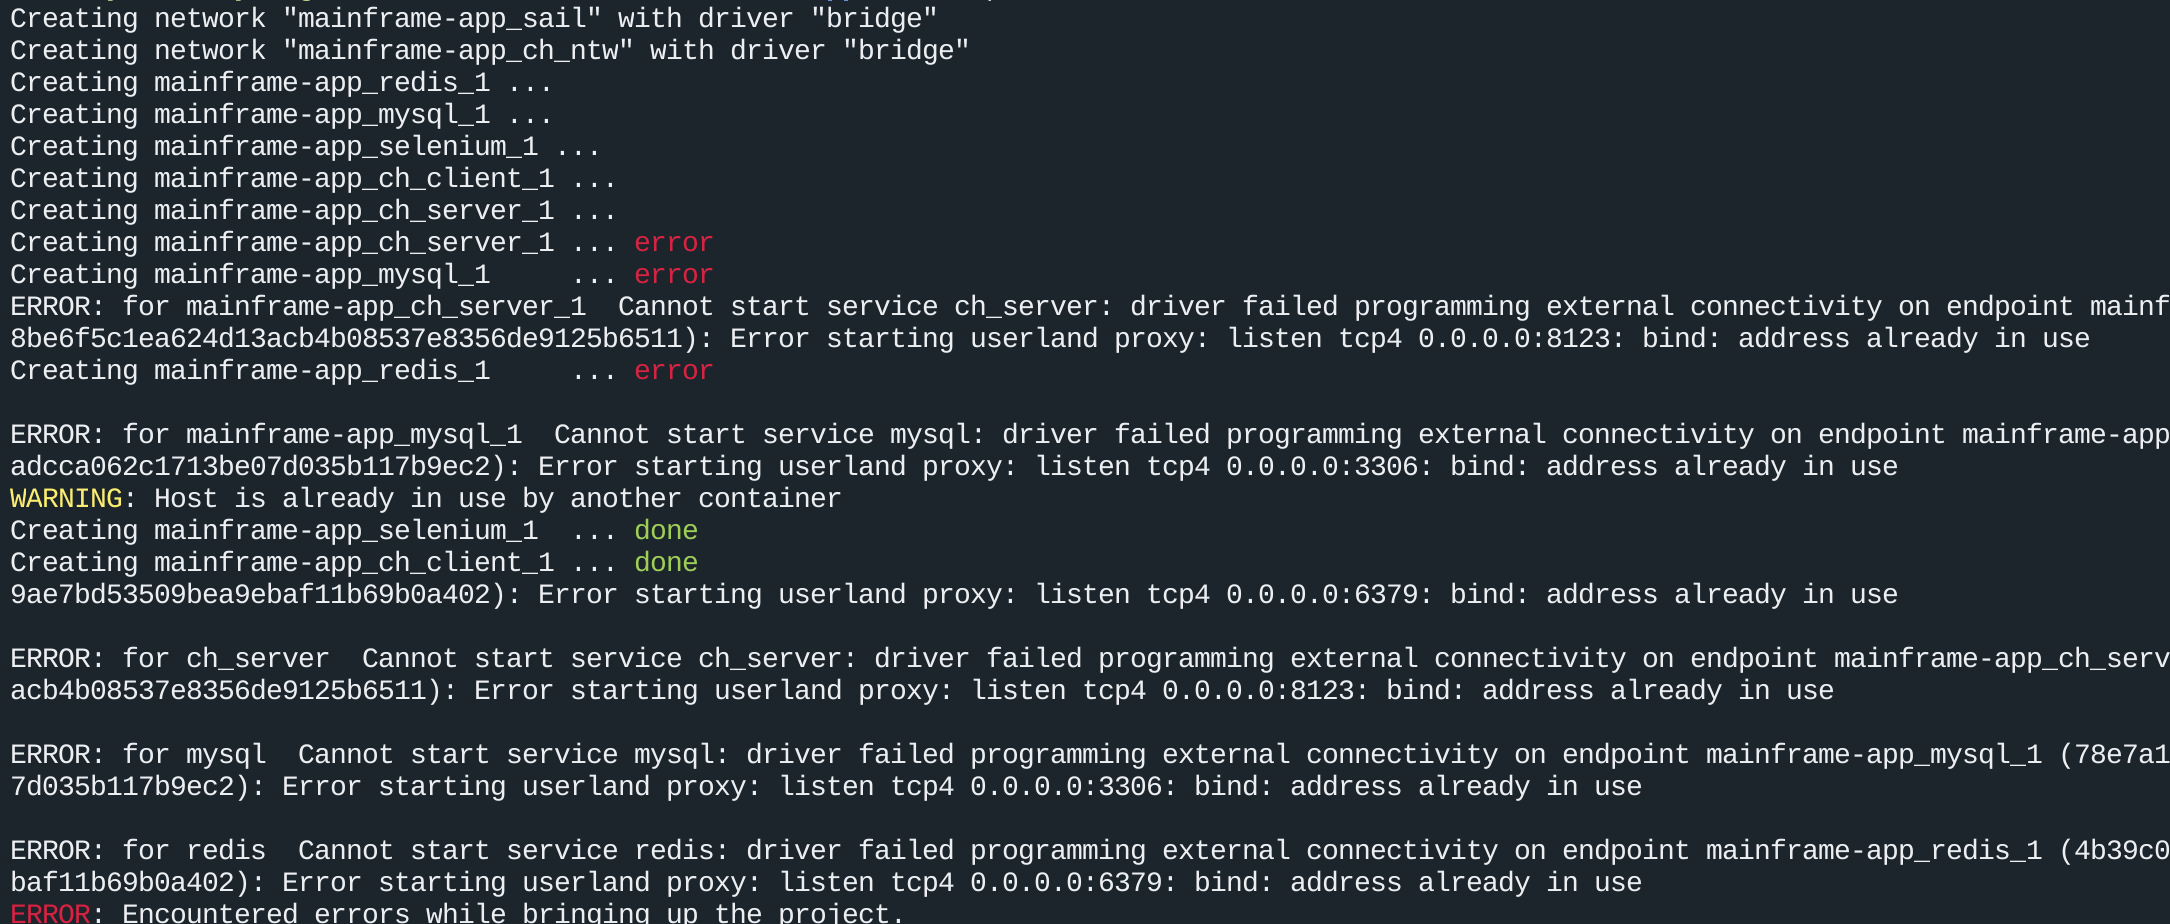 Creating network "mainframe-app_sail" with driver "bridge"
Creating network "mainframe-app_ch_ntw" with driver "bridge"
Creating mainframe-app_redis_1 ...
Creating mainframe-app_mysql_1 ...
Creating mainframe-app_selenium_1 ...
Creating mainframe-app_ch_client_1 ...
Creating mainframe-app_ch_server_1 ...
Creating mainframe-app_ch_server_1 ... error
Creating mainframe-app_mysql_1     ... error
ERROR: for mainframe-app_ch_server_1  Cannot start service ch_server: driver failed programming external connectivity on endpoint mainf
8be6f5c1ea624d13acb4b08537e8356de9125b6511): Error starting userland proxy: listen tcp4 0.0.0.0:8123: bind: address already in use
Creating mainframe-app_redis_1     ... error
ERROR: for mainframe-app_mysql_1  Cannot start service mysql: driver failed programming external connectivity on endpoint mainframe-app
adcca062c1713be07d035b117b9ec2): Error starting userland proxy: listen tcp4 0.0.0.0:3306: bind: address already in use
WARNING: Host is already in use by another container
Creating mainframe-app_selenium_1  ... done
Creating mainframe-app_ch_client_1 ... done
9ae7bd53509bea9ebaf11b69b0a402): Error starting userland proxy: listen tcp4 0.0.0.0:6379: bind: address already in use
ERROR: for ch_server  Cannot start service ch_server: driver failed programming external connectivity on endpoint mainframe-app_ch_serv
acb4b08537e8356de9125b6511): Error starting userland proxy: listen tcp4 0.0.0.0:8123: bind: address already in use
ERROR: for mysql  Cannot start service mysql: driver failed programming external connectivity on endpoint mainframe-app_mysql_1 (78e7a1
7d035b117b9ec2): Error starting userland proxy: listen tcp4 0.0.0.0:3306: bind: address already in use
ERROR: for redis  Cannot start service redis: driver failed programming external connectivity on endpoint mainframe-app_redis_1 (4b39c0
baf11b69b0a402): Error starting userland proxy: listen tcp4 0.0.0.0:6379: bind: address already in use
ERROR: Encountered errors while bringing up the project.